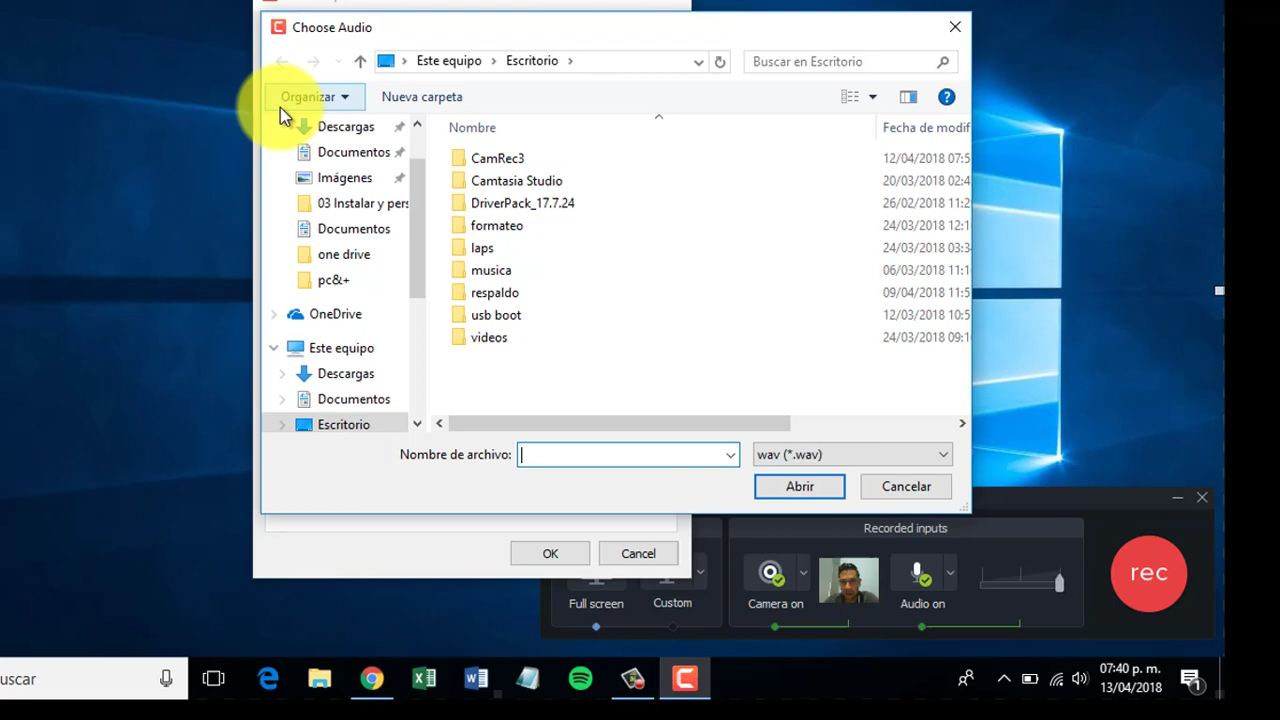 Choose Audio
Este equipo
Escritorio
Buscar en Escritorio
Organizar
Nueva carpeta
Nombre
Fecha de modif
Descargas
Documentos
Imágenes
03 Instalar y pers
Documentos
one drive
pc&+
OneDrive
Este equipo
Descargas
Documentos
Escritorio
CamRec3
12/04/2018 07:5
Camtasia Studio
20/03/2018 02:4
DriverPack_17.7.24
26/02/2018 11:2
formateo
24/03/2018 12:1
laps
24/03/2018 03:3
musica
06/03/2018 11:1
respaldo
09/04/2018 11:5
usb boot
12/03/2018 10:5
videos
24/03/2018 09:1
Nombre de archivo:
wav (*.wav)
Abrir
Cancelar
OK
Cancel
Recorded inputs
Full screen
Custom
Camera on
Audio on
rec
uscar
07:40 p. m.
13/04/2018
1